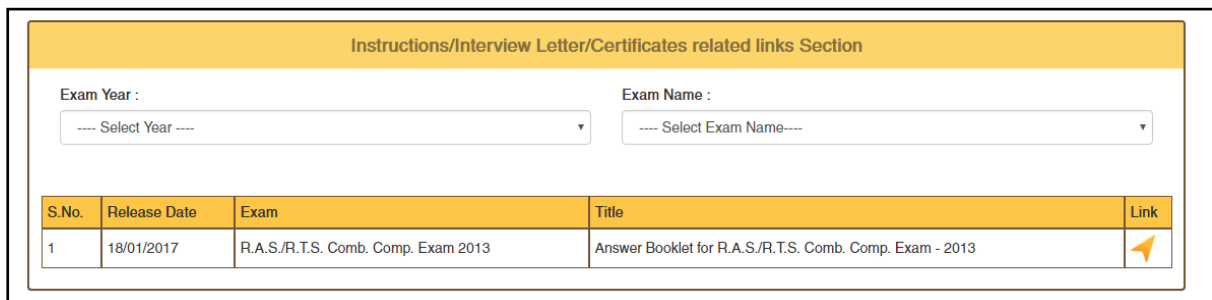 Instructions/Interview Letter/Certificates related links Section
Exam Year : Exam Name :
---- Select Year ---- ---- Select Exam Name----
S.No. Release Date Exam Title Link
1 18/01/2017 R.A.S./R.T.S. Comb. Comp. Exam 2013 Answer Booklet for R.A.S./R.T.S. Comb. Comp. Exam - 2013